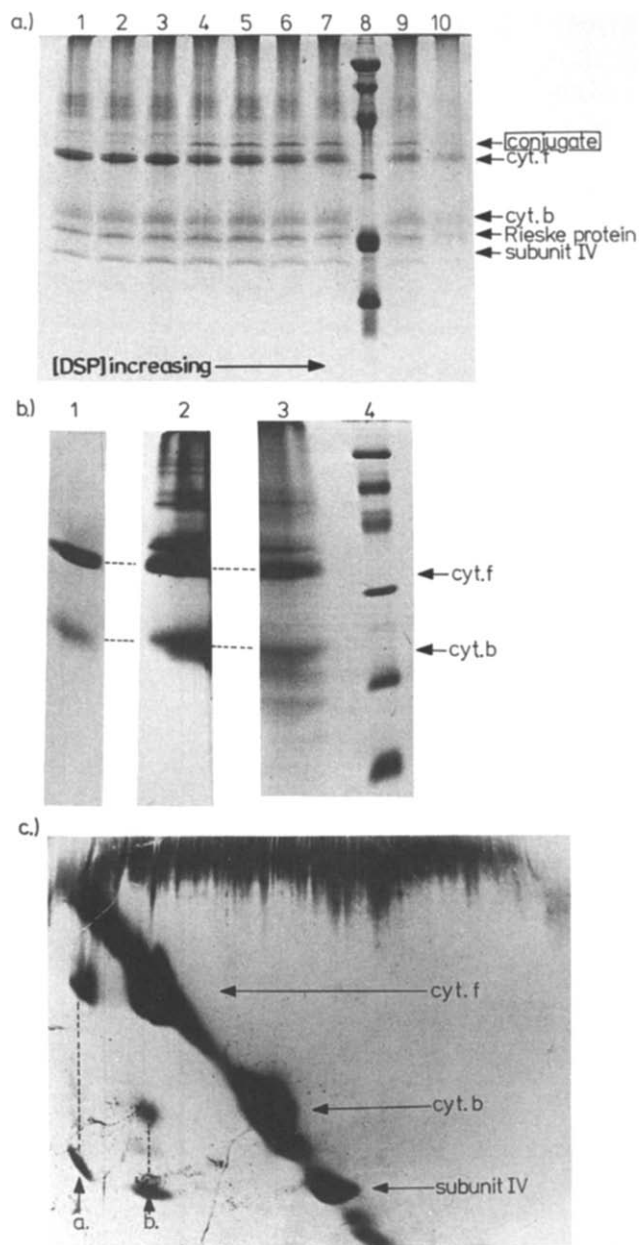 a.)
1 2 3 4 5 6 7 8 9 10
conjugate
cyt.f
cyt.b
Rieske protein
subunit IV
[DSP] increasing
b.)
1 2 3 4
cyt.f
cyt.b
c.)
cyt.f
cyt.b
subunit IV
a. b.